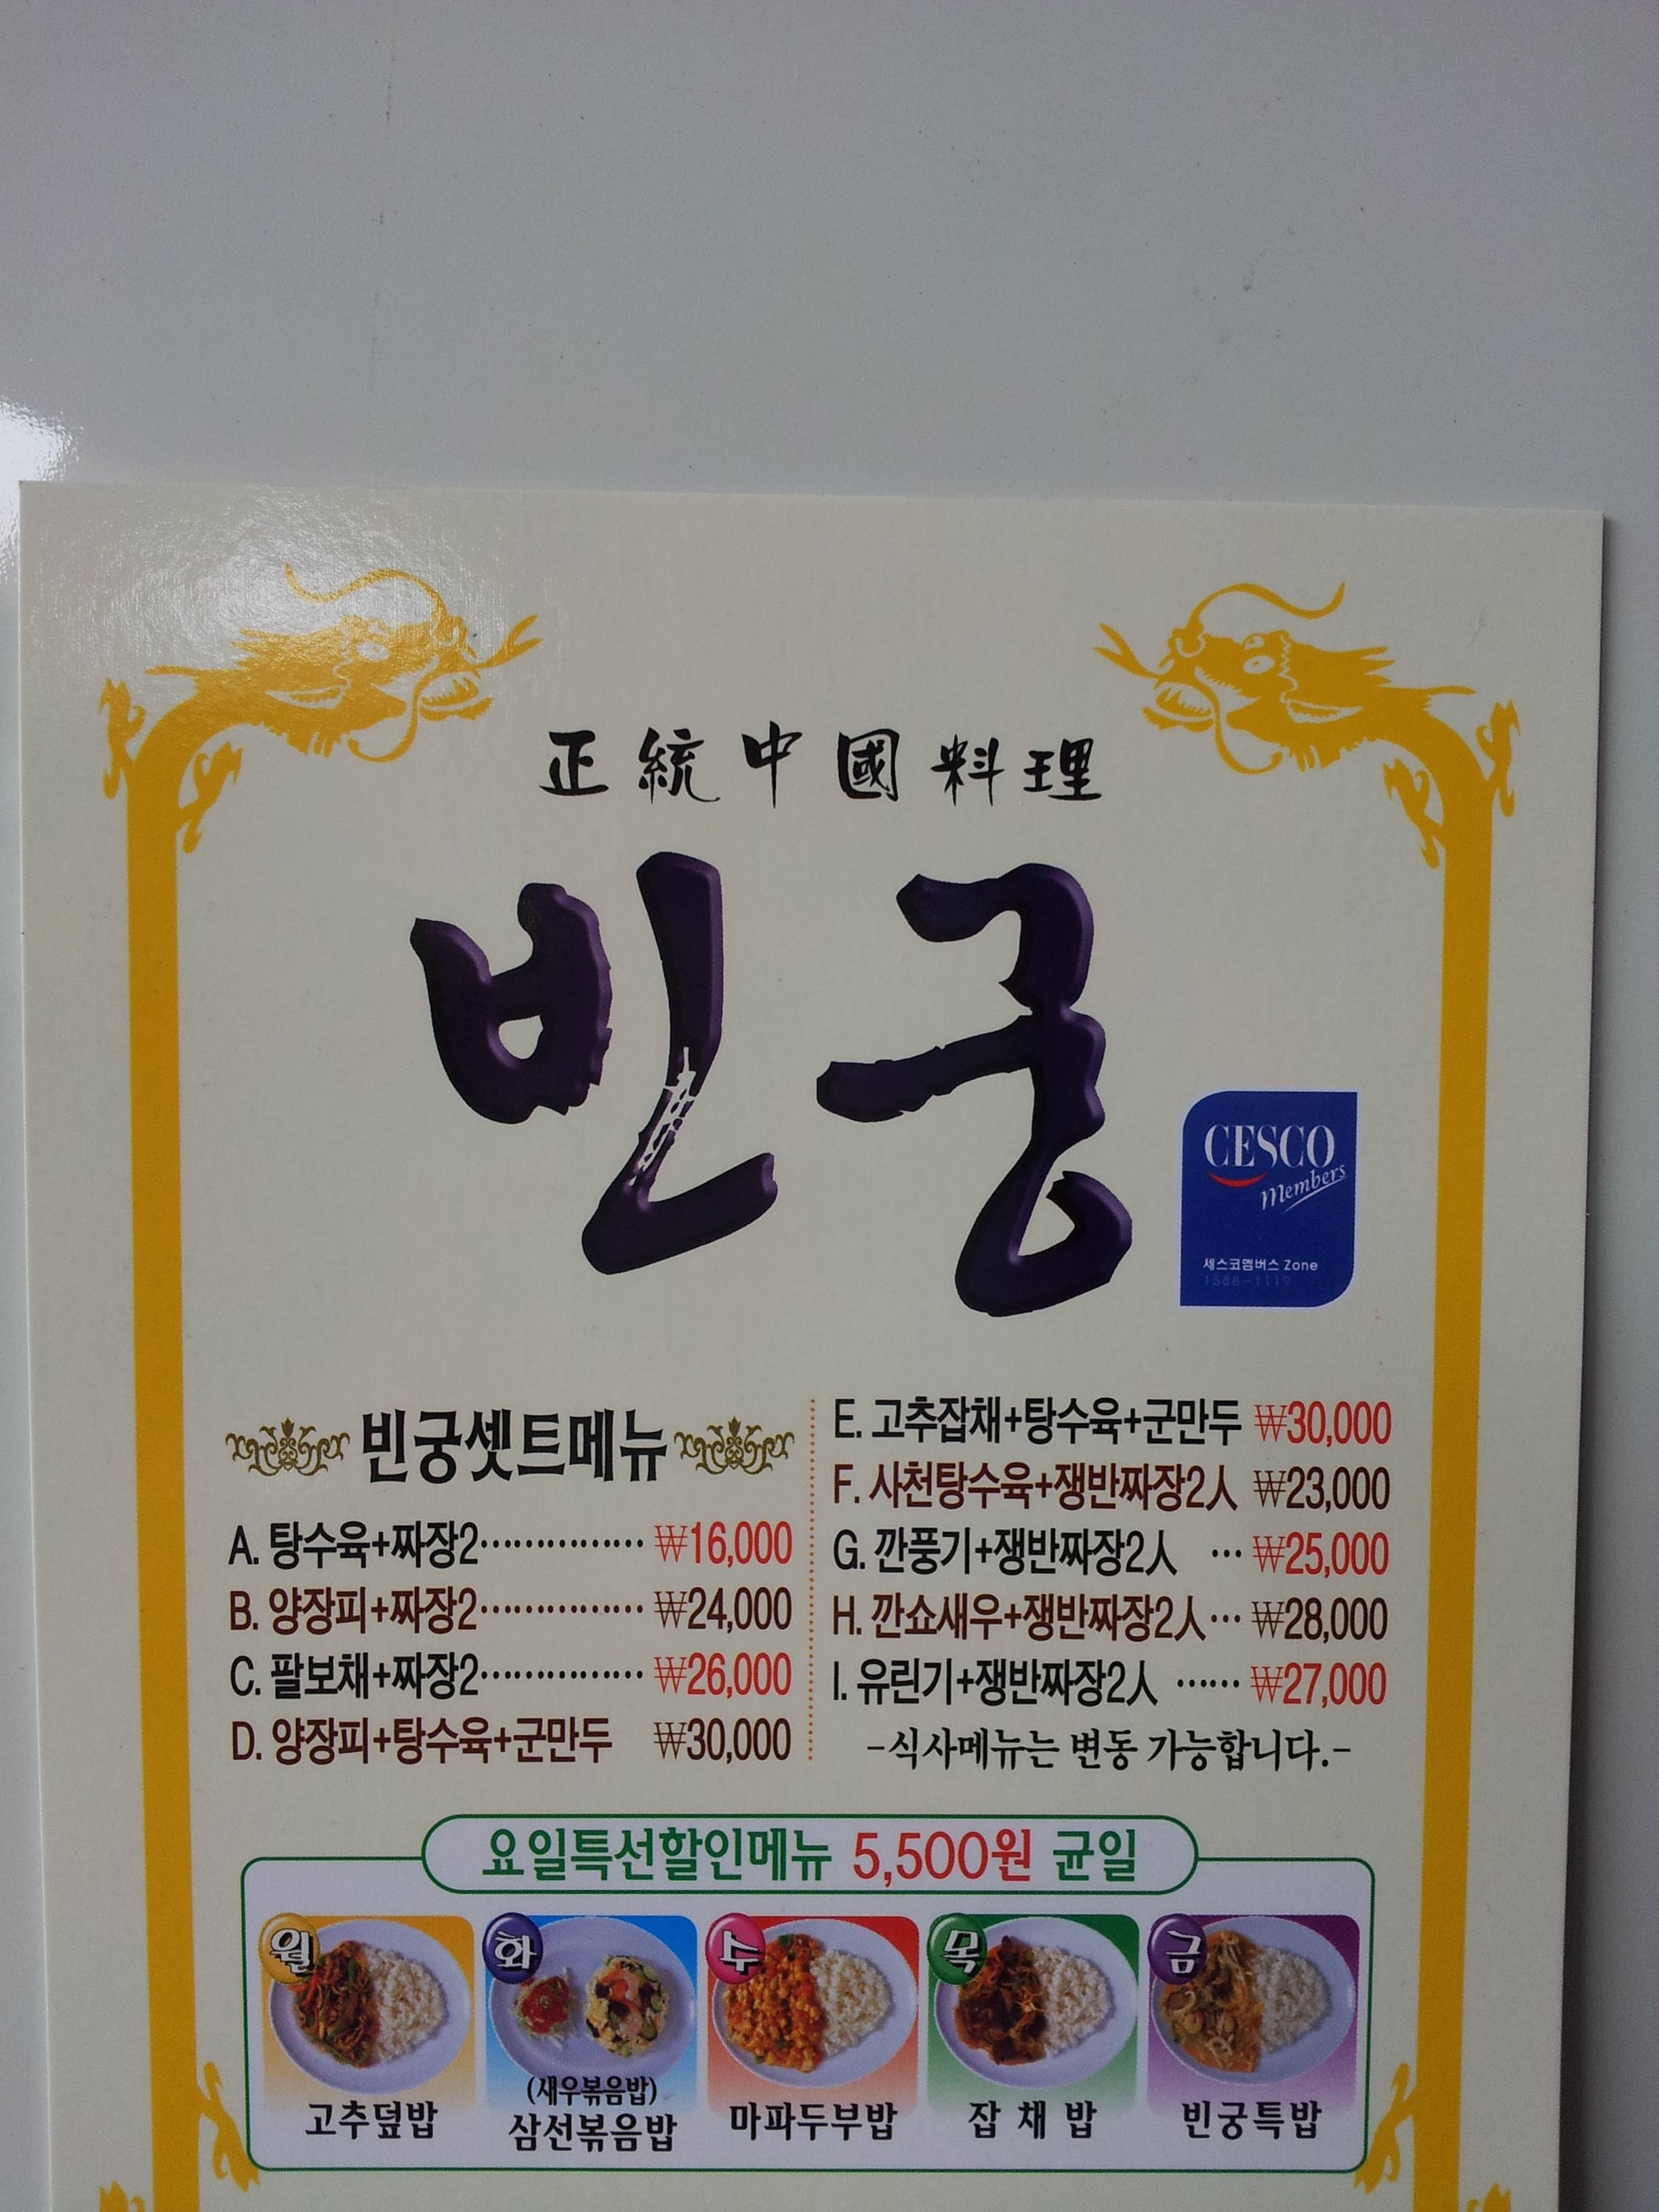 正統中國料理
빈궁
CESCO
Members
세스코멤버스 Zone
1588-1119
빈궁셋트메뉴
A. 탕수육+짜장2 ₩16,000
B. 양장피+짜장2 ₩24,000
C. 팔보채+짜장2 ₩26,000
D. 양장피+탕수육+군만두 ₩30,000
E. 고추잡채+탕수육+군만두 ₩30,000
F. 사천탕수육+쟁반짜장2人 ₩23,000
G. 깐풍기+쟁반짜장2人 ··· ₩25,000
H. 깐쇼새우+쟁반짜장2人··· ₩28,000
I. 유린기+쟁반짜장2人 ······ ₩27,000
-식사메뉴는 변동 가능합니다.-
요일특선할인메뉴 5,500원 균일
월 화 수 목 금
(새우볶음밥)
고추덮밥 삼선볶음밥 마파두부밥 잡 채 밥 빈궁특밥